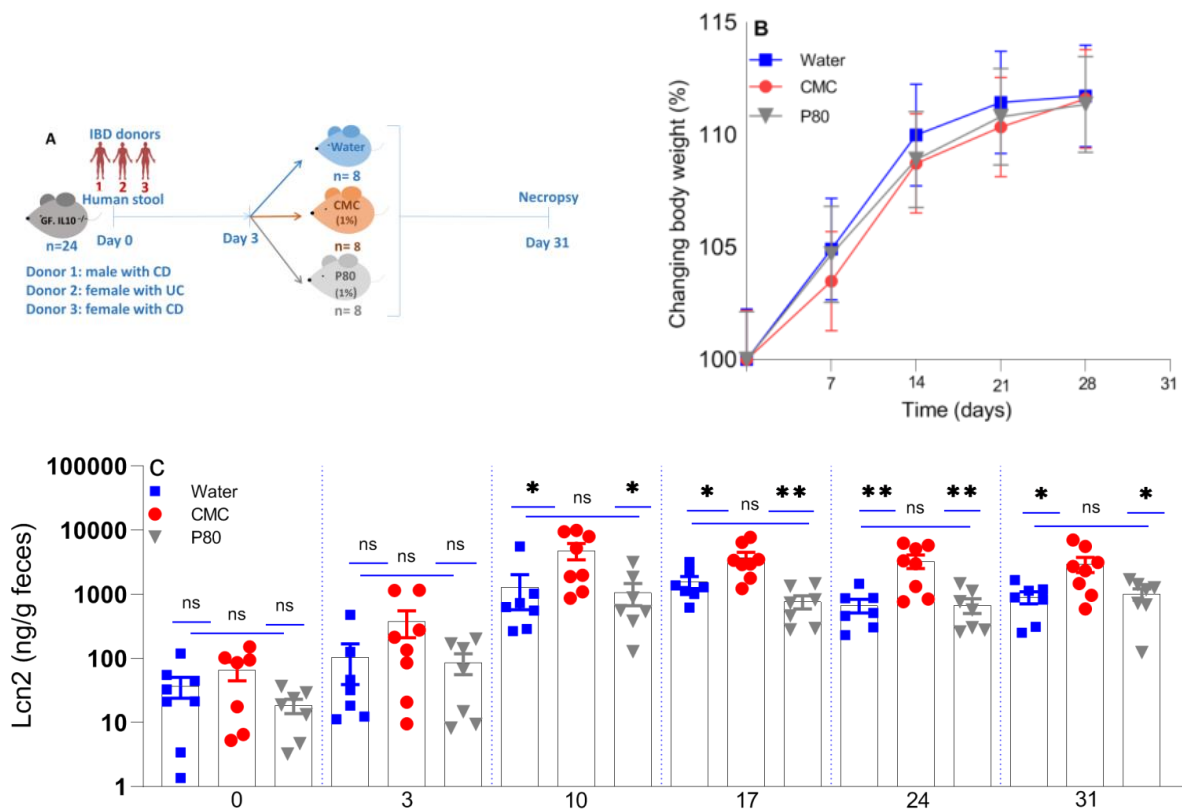 A
IBD donors
1 2 3
Human stool
GF. IL10 -/-
n=24
Day 0
Day 3
Water
n= 8
CMC
(1%)
n= 8
P80
(1%)
n= 8
Necropsy
Day 31
Donor 1: male with CD
Donor 2: female with UC
Donor 3: female with CD
B
Water
CMC
P80
Changing body weight (%)
115
110
105
100
7 14 21 28 31
Time (days)
C
Water
CMC
P80
Lcn2 (ng/g feces)
100000
10000
1000
100
10
1
ns ns ns
ns ns ns
* ns *
* ns **
** ns **
* ns *
0 3 10 17 24 31